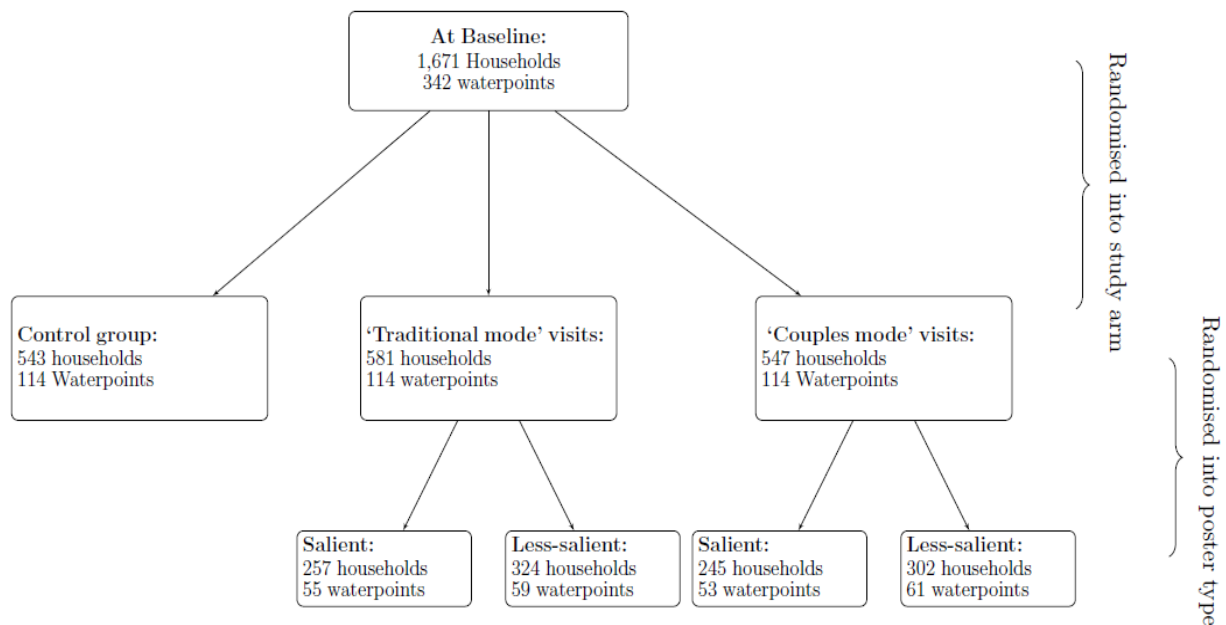 At Baseline:
1,671 Households
342 waterpoints
Randomised into study arm
Control group:
543 households
114 Waterpoints
‘Traditional mode’ visits:
581 households
114 waterpoints
‘Couples mode’ visits:
547 households
114 Waterpoints
Randomised into poster type
Salient:
257 households
55 waterpoints
Less-salient:
324 households
59 waterpoints
Salient:
245 households
53 waterpoints
Less-salient:
302 households
61 waterpoints